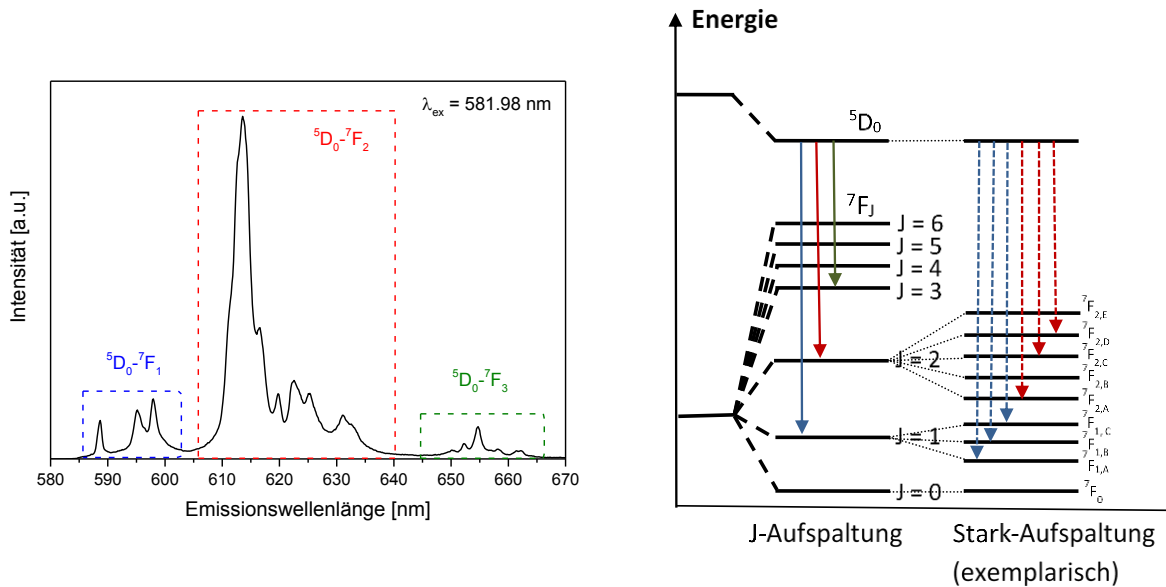 λex = 581.98 nm
⁵D₀-⁷F₂
⁵D₀-⁷F₁
⁵D₀-⁷F₃
Intensität [a.u.]
580 590 600 610 620 630 640 650 660 670
Emissionswellenlänge [nm]
Energie
⁵D₀
⁷F_J
J = 6
J = 5
J = 4
J = 3
J = 2
J = 1
J = 0
⁷F₂,E
⁷F₂,D
⁷F₂,C
⁷F₂,B
⁷F₂,A
⁷F₁,C
⁷F₁,B
⁷F₁,A
⁷F₀
J-Aufspaltung
Stark-Aufspaltung
(exemplarisch)